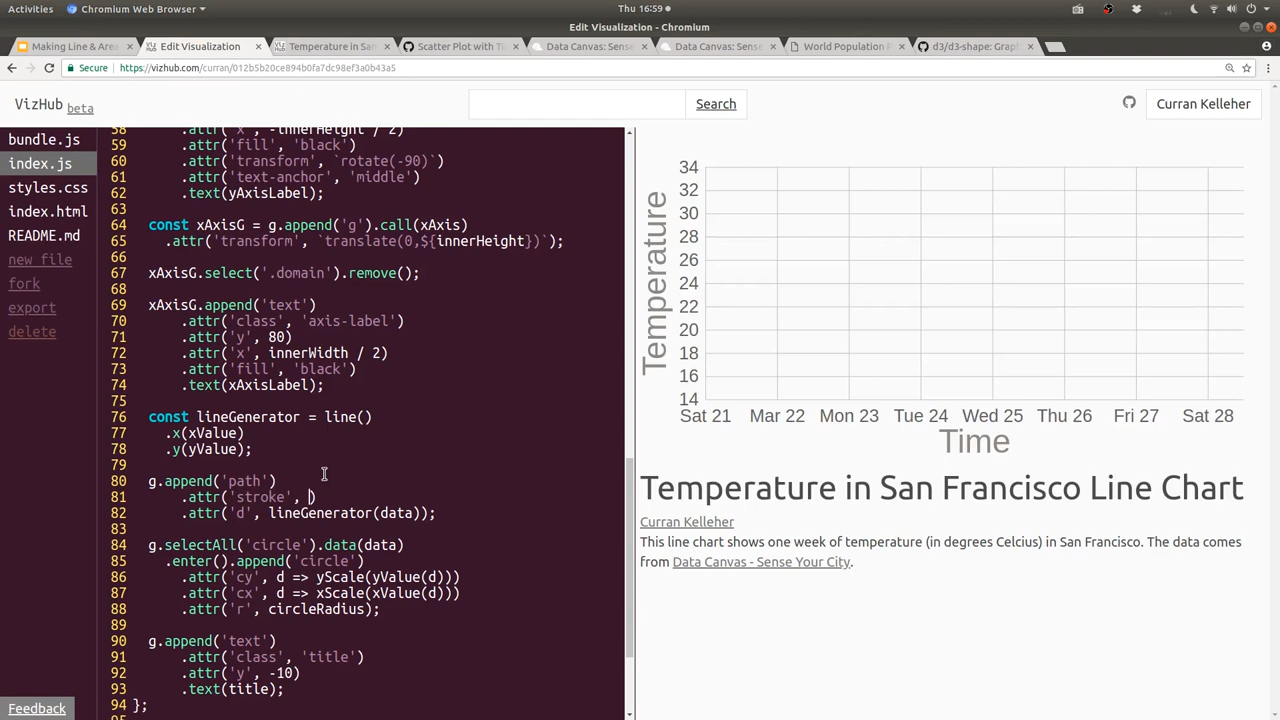 Activities Chromium Web Browser Thu 16:59
Edit Visualization - Chromium
Making Line & Area Edit Visualization Temperature in San Scatter Plot with Ti Data Canvas: Sense Data Canvas: Sense World Population P d3/d3-shape: Grap
Secure https://vizhub.com/curran/012b5b20ce894b0fa7dc98ef3a0b43a5
VizHub beta Search Curran Kelleher
bundle.js
index.js
styles.css
index.html
README.md
new file
fork
export
delete
Feedback
58 .attr('x', -innerHeight / 2)
59 .attr('fill', 'black')
60 .attr('transform', `rotate(-90)`)
61 .attr('text-anchor', 'middle')
62 .text(yAxisLabel);
63
64 const xAxisG = g.append('g').call(xAxis)
65 .attr('transform', `translate(0,${innerHeight})`);
66
67 xAxisG.select('.domain').remove();
68
69 xAxisG.append('text')
70 .attr('class', 'axis-label')
71 .attr('y', 80)
72 .attr('x', innerWidth / 2)
73 .attr('fill', 'black')
74 .text(xAxisLabel);
75
76 const lineGenerator = line()
77 .x(xValue)
78 .y(yValue);
79
80 g.append('path')
81 .attr('stroke', )
82 .attr('d', lineGenerator(data));
83
84 g.selectAll('circle').data(data)
85 .enter().append('circle')
86 .attr('cy', d => yScale(yValue(d)))
87 .attr('cx', d => xScale(xValue(d)))
88 .attr('r', circleRadius);
89
90 g.append('text')
91 .attr('class', 'title')
92 .attr('y', -10)
93 .text(title);
94 };
34
32
30
28
26
24
22
20
18
16
14
Temperature
Sat 21 Mar 22 Mon 23 Tue 24 Wed 25 Thu 26 Fri 27 Sat 28
Time
Temperature in San Francisco Line Chart
Curran Kelleher
This line chart shows one week of temperature (in degrees Celcius) in San Francisco. The data comes
from Data Canvas - Sense Your City.